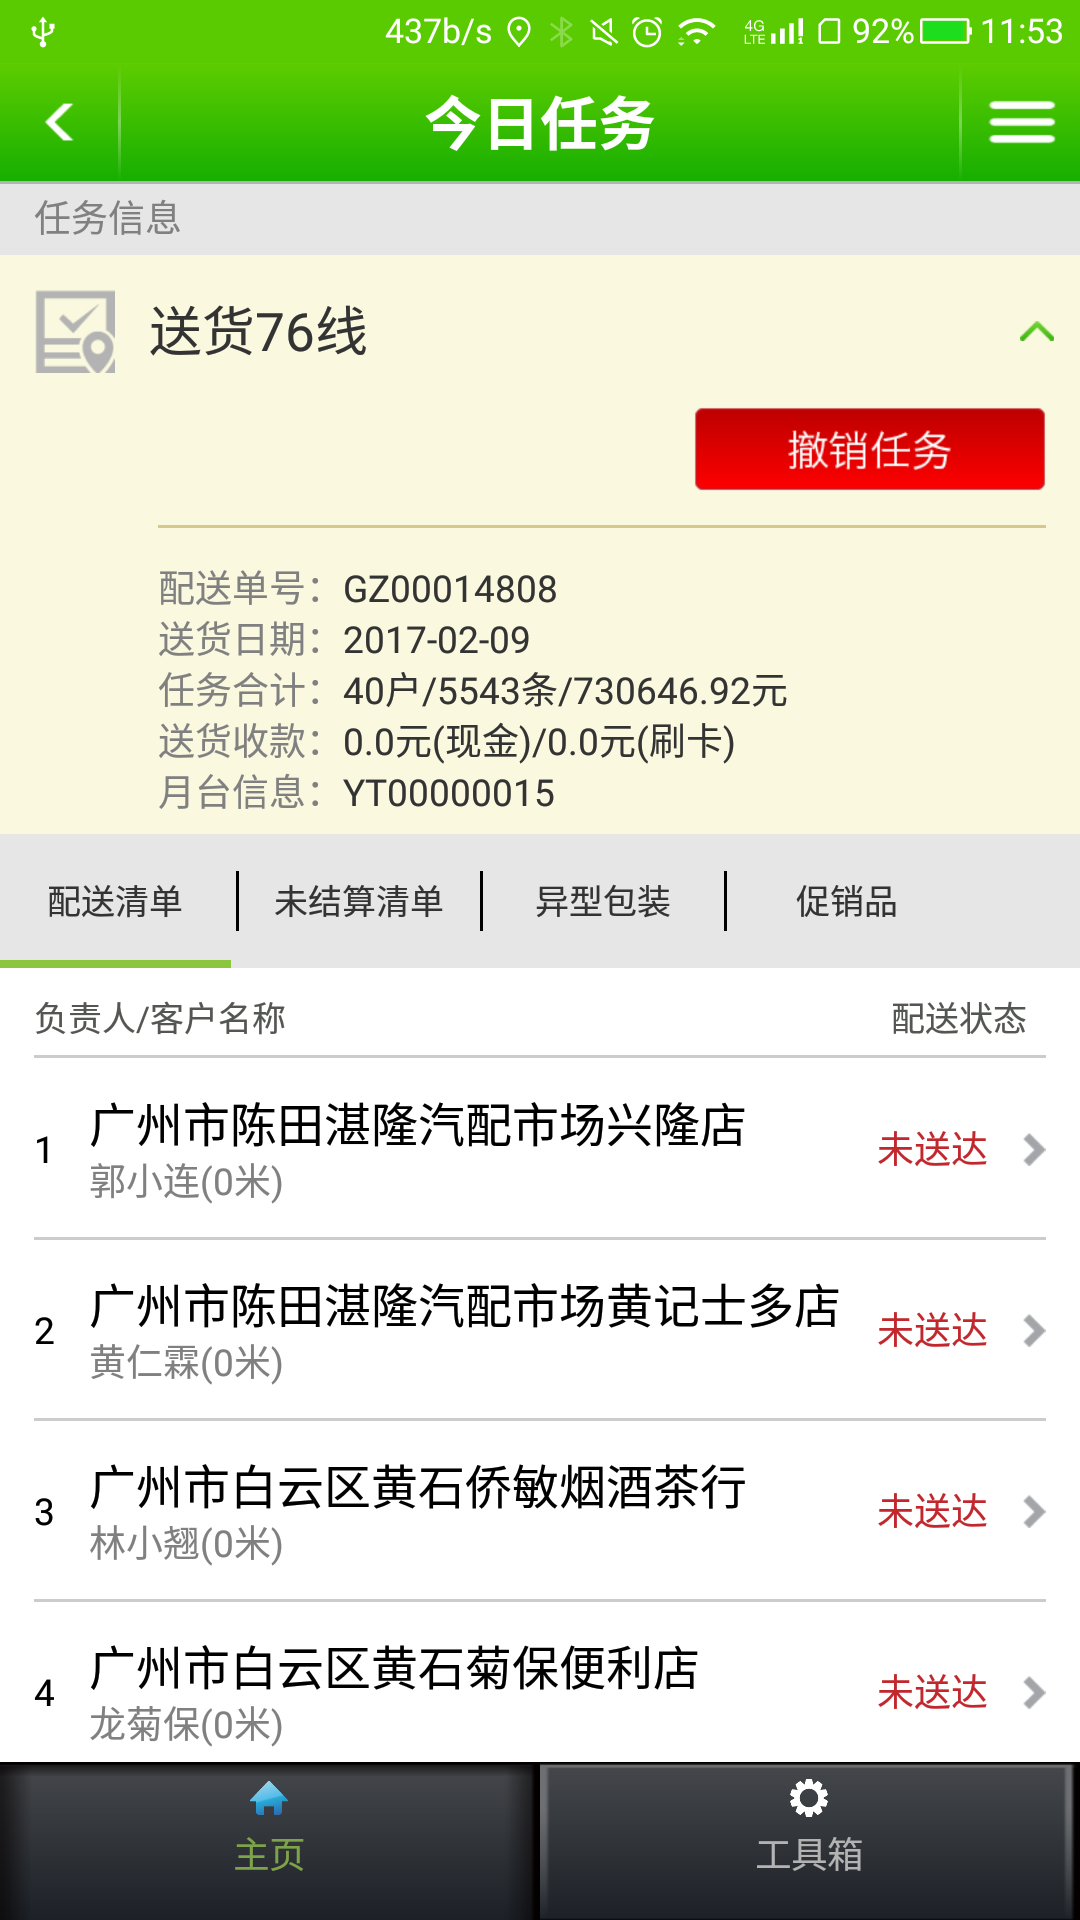 437b/s 4G LTE 92% 11:53
今日任务
任务信息
送货76线
撤销任务
配送单号：GZ00014808
送货日期：2017-02-09
任务合计：40户/5543条/730646.92元
送货收款：0.0元(现金)/0.0元(刷卡)
月台信息：YT00000015
配送清单 未结算清单 异型包装 促销品
负责人/客户名称 配送状态
1 广州市陈田湛隆汽配市场兴隆店 未送达
郭小连(0米)
2 广州市陈田湛隆汽配市场黄记士多店 未送达
黄仁霖(0米)
3 广州市白云区黄石侨敏烟酒茶行 未送达
林小翘(0米)
4 广州市白云区黄石菊保便利店 未送达
龙菊保(0米)
主页 工具箱